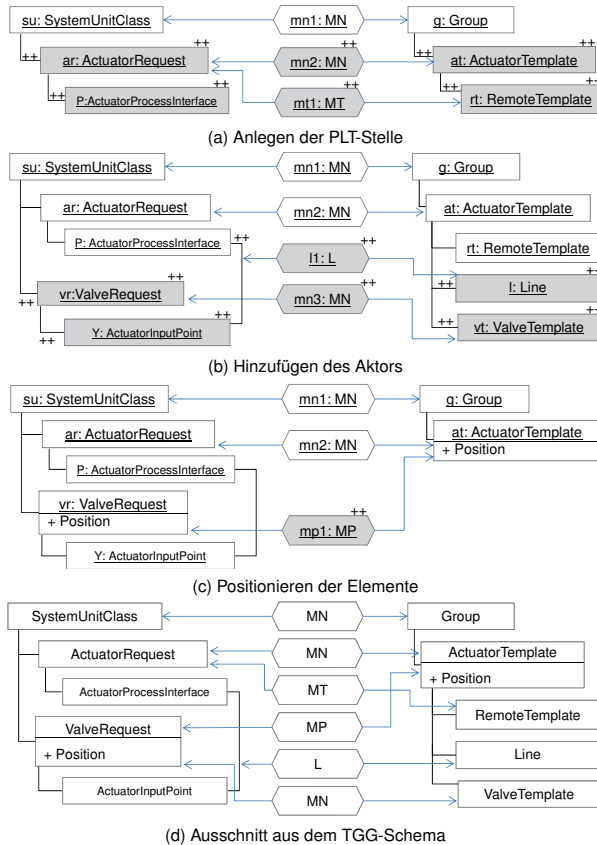 su: SystemUnitClass mn1: MN g: Group
++ ++ ++ ++ ++
ar: ActuatorRequest mn2: MN at: ActuatorTemplate
++ ++ ++ ++ ++
P:ActuatorProcessInterface mt1: MT rt: RemoteTemplate
(a) Anlegen der PLT-Stelle
su: SystemUnitClass mn1: MN g: Group
ar: ActuatorRequest mn2: MN at: ActuatorTemplate
P: ActuatorProcessInterface rt: RemoteTemplate
++ ++
l1: L l: Line
++ ++ ++ ++
vr:ValveRequest mn3: MN vt: ValveTemplate
++ ++ ++ ++
Y: ActuatorInputPoint
(b) Hinzufügen des Aktors
su: SystemUnitClass mn1: MN g: Group
ar: ActuatorRequest mn2: MN at: ActuatorTemplate
+ Position
P: ActuatorProcessInterface
vr: ValveRequest
+ Position
++
mp1: MP
Y: ActuatorInputPoint
(c) Positionieren der Elemente
SystemUnitClass MN Group
ActuatorRequest MN ActuatorTemplate
+ Position
ActuatorProcessInterface MT RemoteTemplate
ValveRequest MP
+ Position
L Line
ActuatorInputPoint MN ValveTemplate
(d) Ausschnitt aus dem TGG-Schema